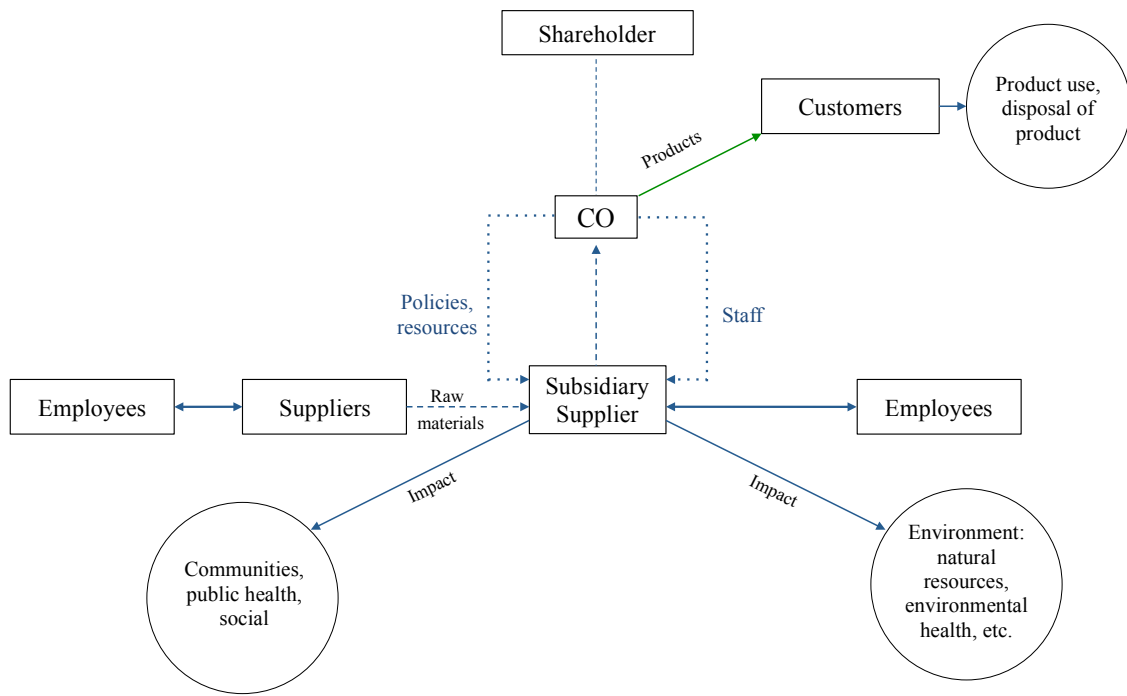 Shareholder
Customers
Product use,
disposal of
product
Products
CO
Policies,
resources
Staff
Employees
Suppliers
Raw
materials
Subsidiary
Supplier
Employees
Impact
Impact
Communities,
public health,
social
Environment:
natural
resources,
environmental
health, etc.